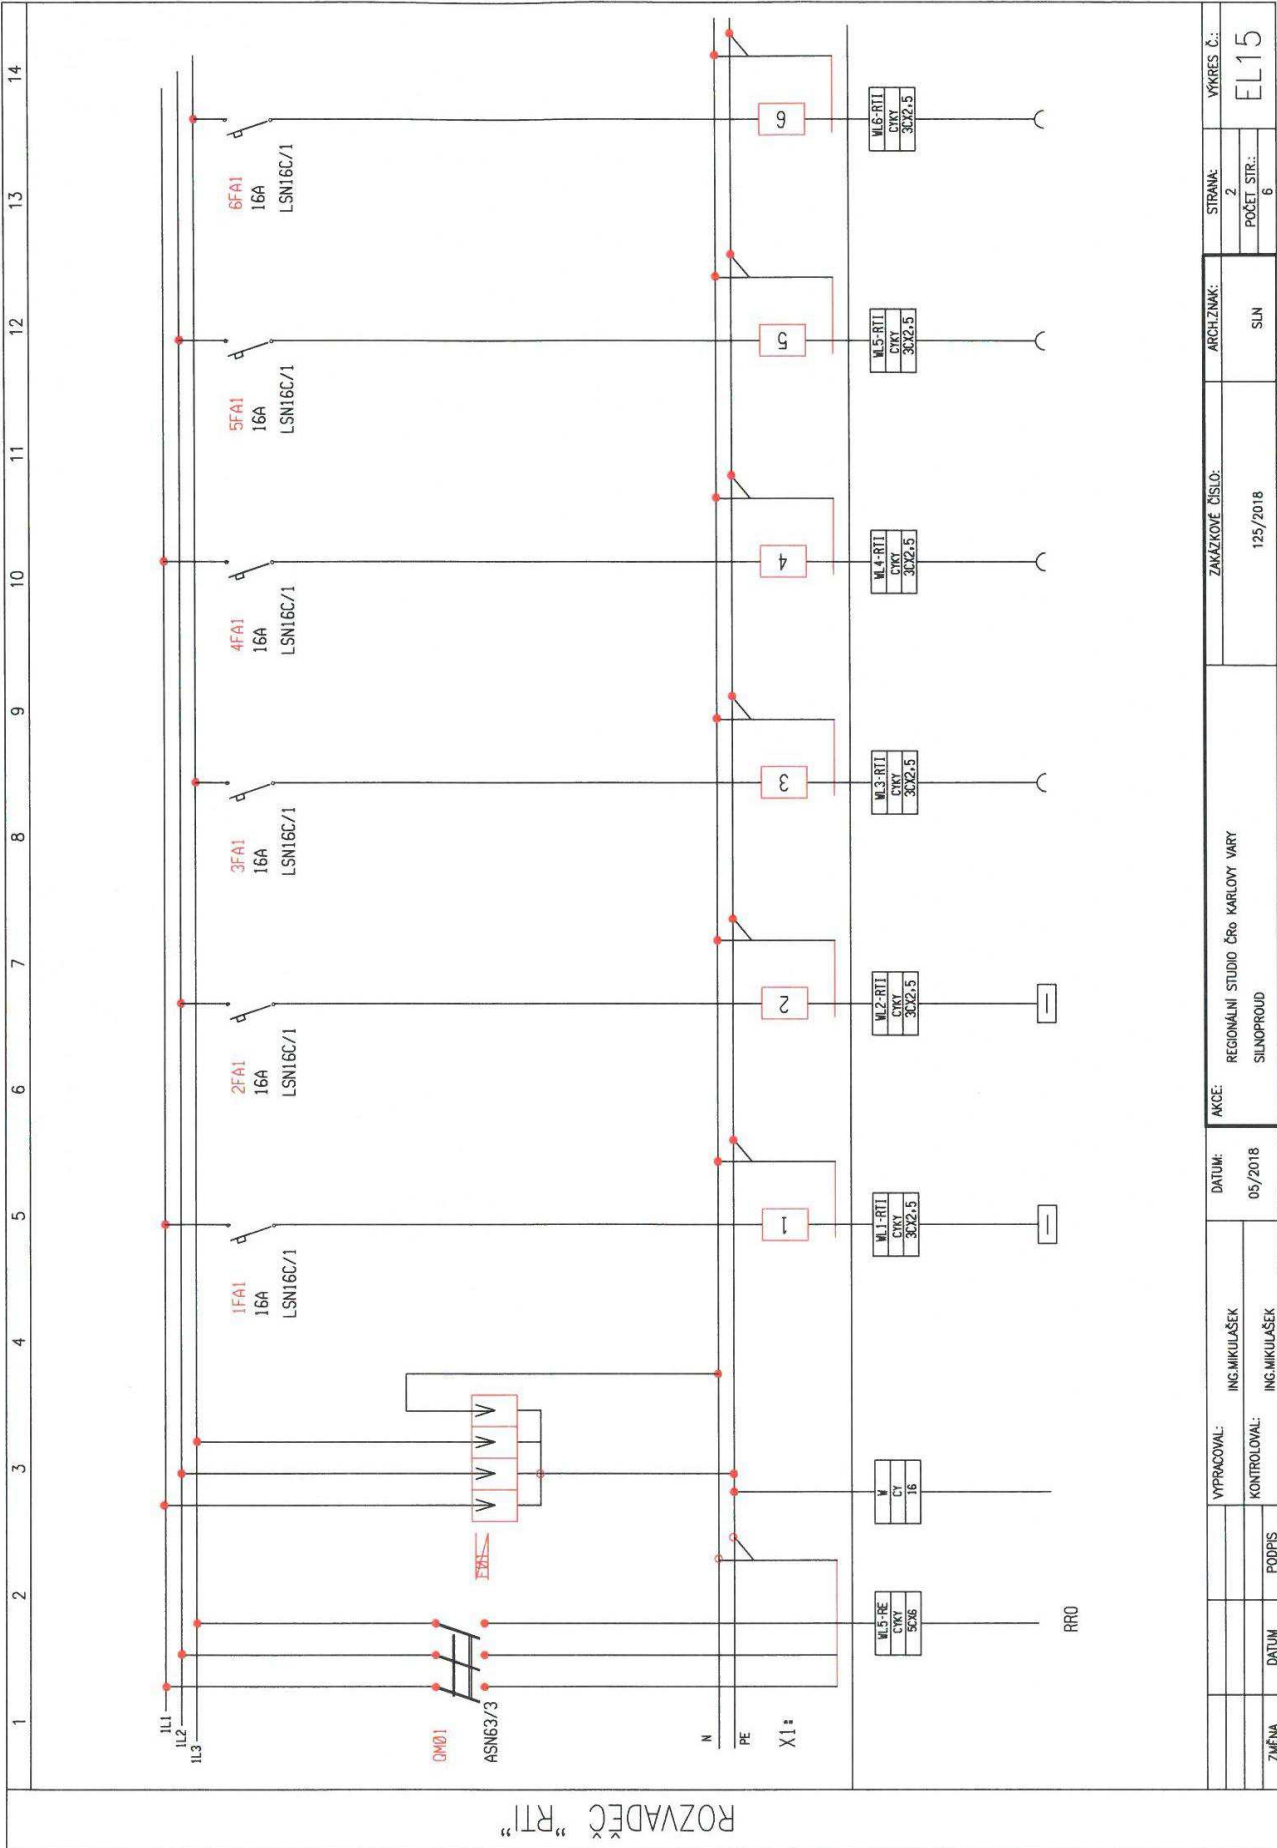 ROZVADĚČ "RTI"
1 2 3 4 5 6 7 8 9 10 11 12 13 14
1L1
1L2
1L3
QM01
ASN63/3
1FA1
16A
LSN16C/1
2FA1
16A
LSN16C/1
3FA1
16A
LSN16C/1
4FA1
16A
LSN16C/1
5FA1
16A
LSN16C/1
6FA1
16A
LSN16C/1
N
PE
X1:
1
2
3
4
5
6
WL5-RE
CYKY
5CX6
W
CY
16
WL1-RTI
CYKY
3CX2,5
WL2-RTI
CYKY
3CX2,5
WL3-RTI
CYKY
3CX2,5
WL4-RTI
CYKY
3CX2,5
WL5-RTI
CYKY
3CX2,5
WL6-RTI
CYKY
3CX2,5
RRO
ZMĚNA
DATUM
PODPIS
VYPRACOVAL:
ING.MIKULAŠEK
KONTROLOVAL:
ING.MIKULAŠEK
DATUM:
05/2018
AKCE:
REGIONÁLNÍ STUDIO ČRo KARLOVY VARY
SILNOPROUD
ZAKÁZKOVÉ ČÍSLO:
125/2018
ARCH.ZNAK:
SLN
STRANA:
2
POČET STR.:
6
VÝKRES Č.:
EL15